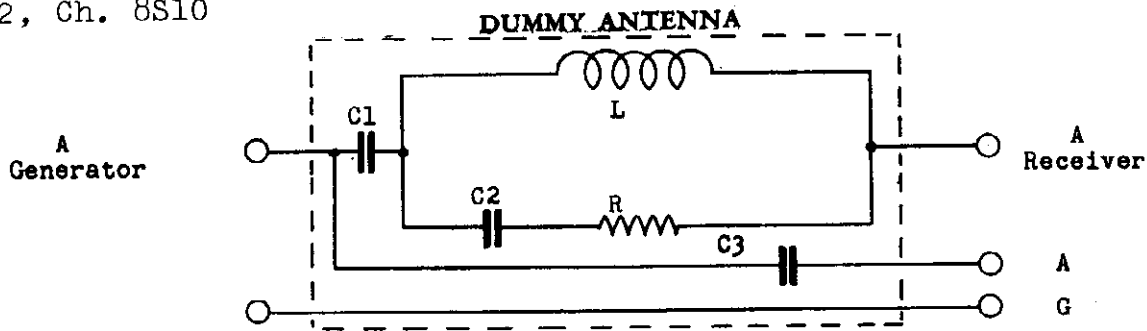 2, Ch. 8S10
DUMMY ANTENNA
L
C1
A
Generator
A
Receiver
C2
R
C3
A
G